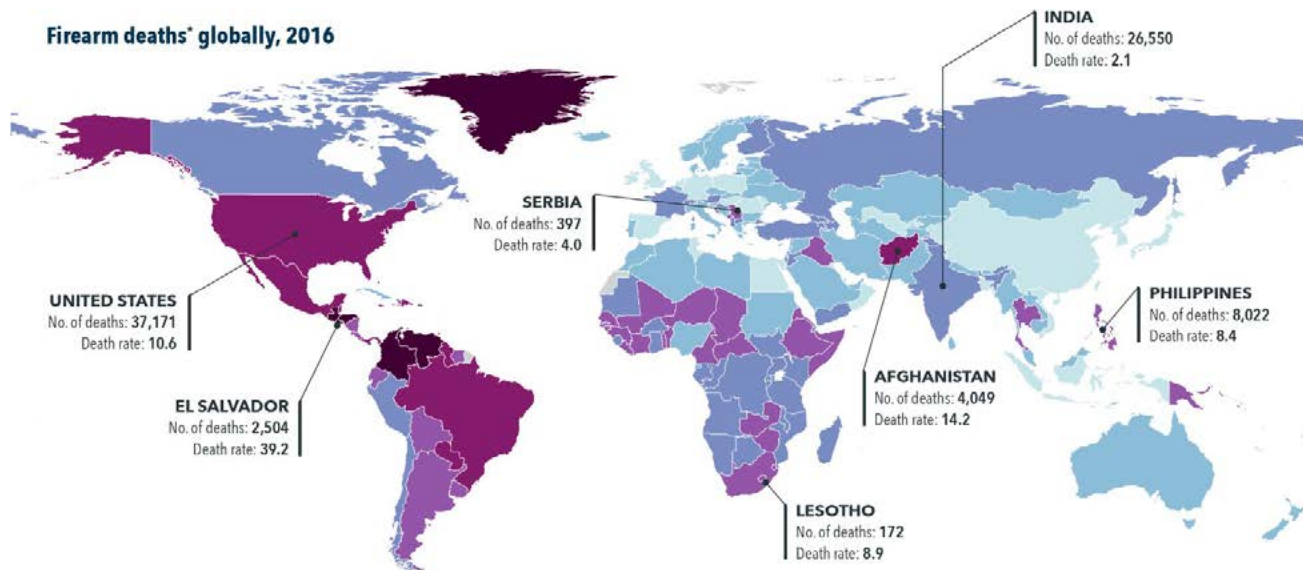 Firearm deaths* globally, 2016
INDIA
No. of deaths: 26,550
Death rate: 2.1
SERBIA
No. of deaths: 397
Death rate: 4.0
UNITED STATES
No. of deaths: 37,171
Death rate: 10.6
PHILIPPINES
No. of deaths: 8,022
Death rate: 8.4
EL SALVADOR
No. of deaths: 2,504
Death rate: 39.2
AFGHANISTAN
No. of deaths: 4,049
Death rate: 14.2
LESOTHO
No. of deaths: 172
Death rate: 8.9